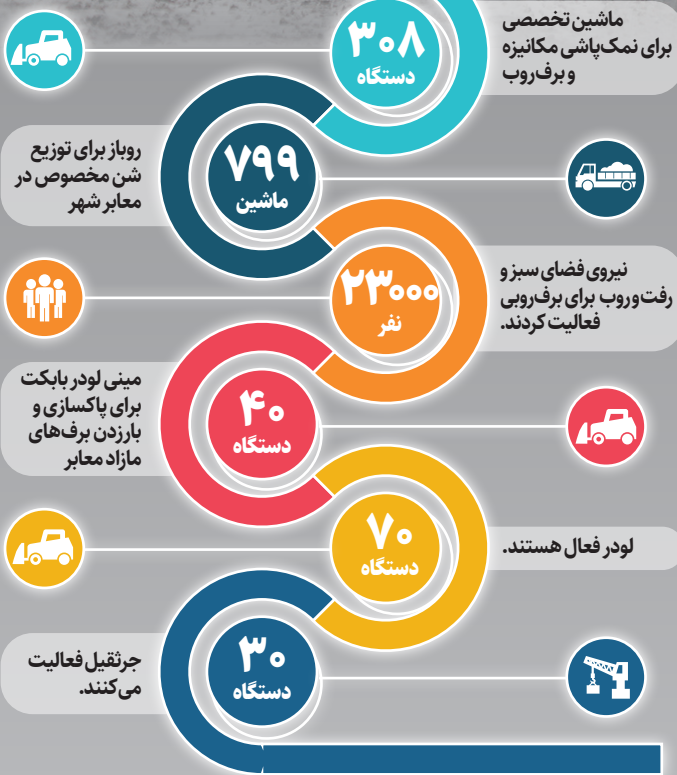 ۳۰۸
دستگاه
ماشین تخصصی
برای نمک‌پاشی مکانیزه
و برف‌روب
۷۹۹
ماشین
روباز برای توزیع
شن مخصوص در
معابر شهر
۲۳۰۰۰
نفر
نیروی فضای سبز و
رفت‌وروب برای برف‌روبی
فعالیت کردند.
۴۰
دستگاه
مینی لودر بابکت
برای پاکسازی و
بارزدن برف‌های
مازاد معابر
۷۰
دستگاه
لودر فعال هستند.
۳۰
دستگاه
جرثقیل فعالیت
می‌کنند.